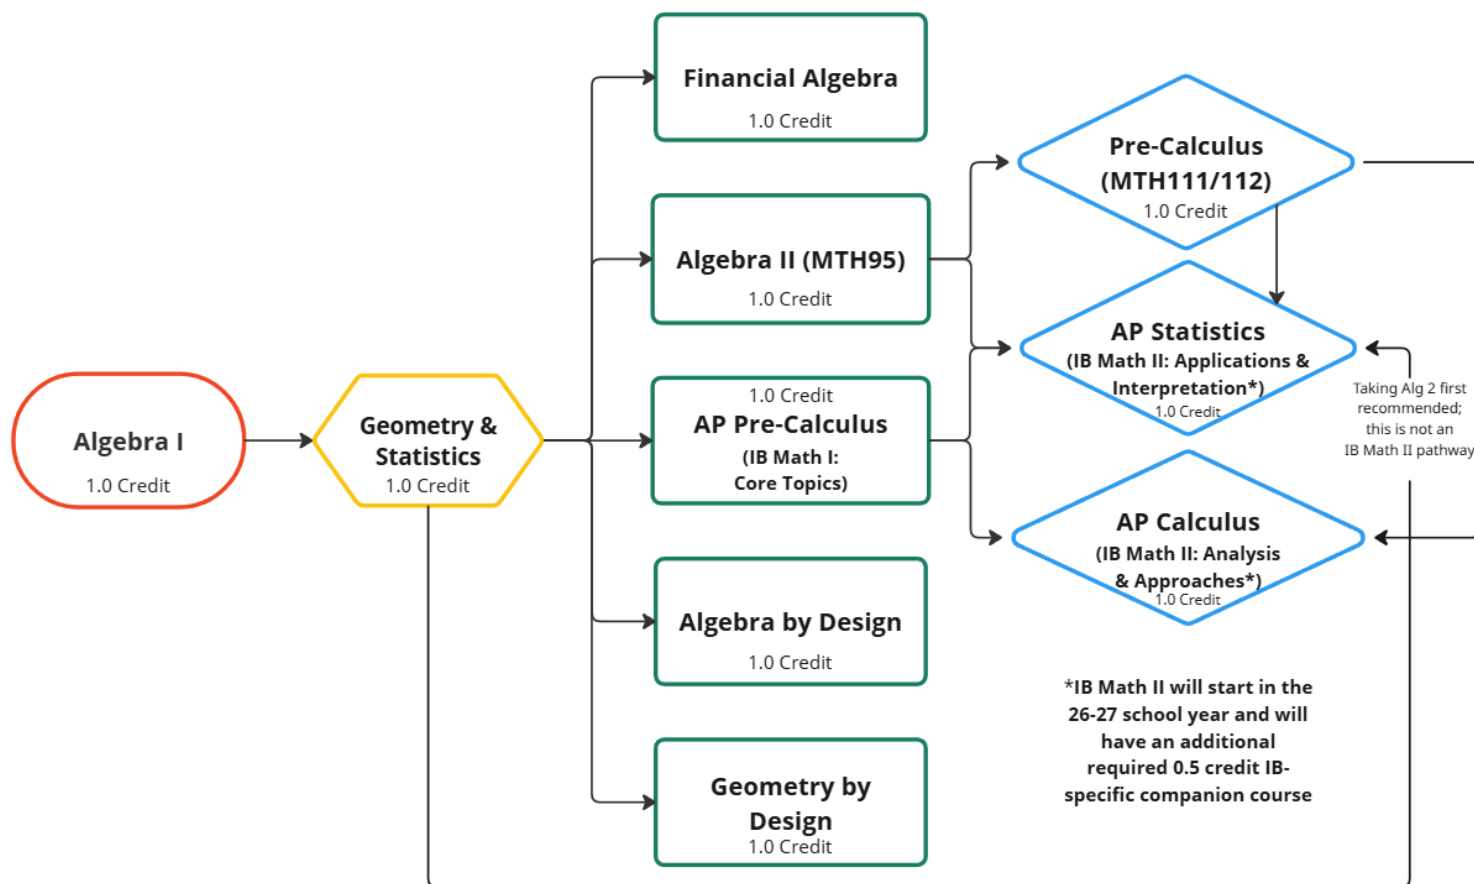 Financial Algebra
1.0 Credit
Algebra II (MTH95)
1.0 Credit
1.0 Credit
AP Pre-Calculus
(IB Math I:
Core Topics)
Algebra by Design
1.0 Credit
Geometry by
Design
1.0 Credit
Algebra I
1.0 Credit
Geometry &
Statistics
1.0 Credit
Pre-Calculus
(MTH111/112)
1.0 Credit
AP Statistics
(IB Math II: Applications &
Interpretation*)
1.0 Credit
Taking Alg 2 first
recommended;
this is not an
IB Math II pathway
AP Calculus
(IB Math II: Analysis
& Approaches*)
1.0 Credit
*IB Math II will start in the
26-27 school year and will
have an additional
required 0.5 credit IB-
specific companion course